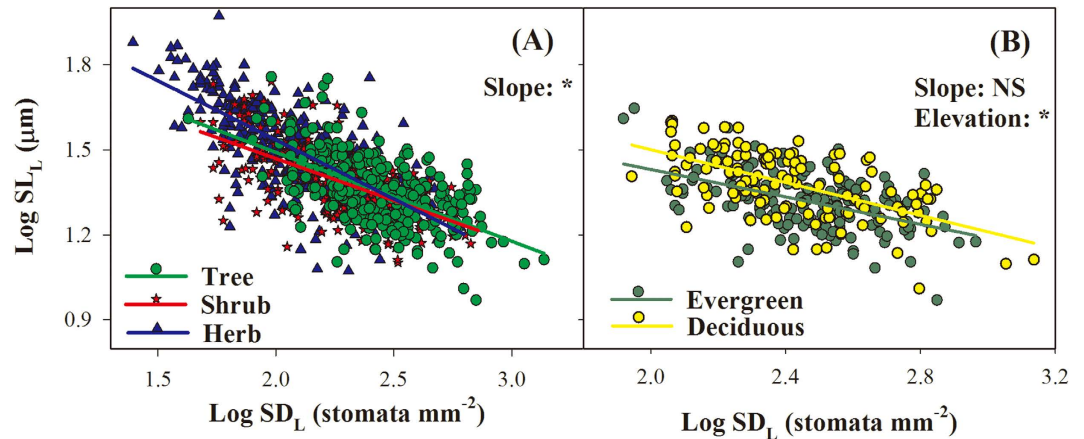 (A)
Slope: *
Log SL_L (μm)
1.8
1.5
1.2
0.9
Tree
Shrub
Herb
1.5 2.0 2.5 3.0
Log SD_L (stomata mm⁻²)
(B)
Slope: NS
Elevation: *
Evergreen
Deciduous
2.0 2.4 2.8 3.2
Log SD_L (stomata mm⁻²)